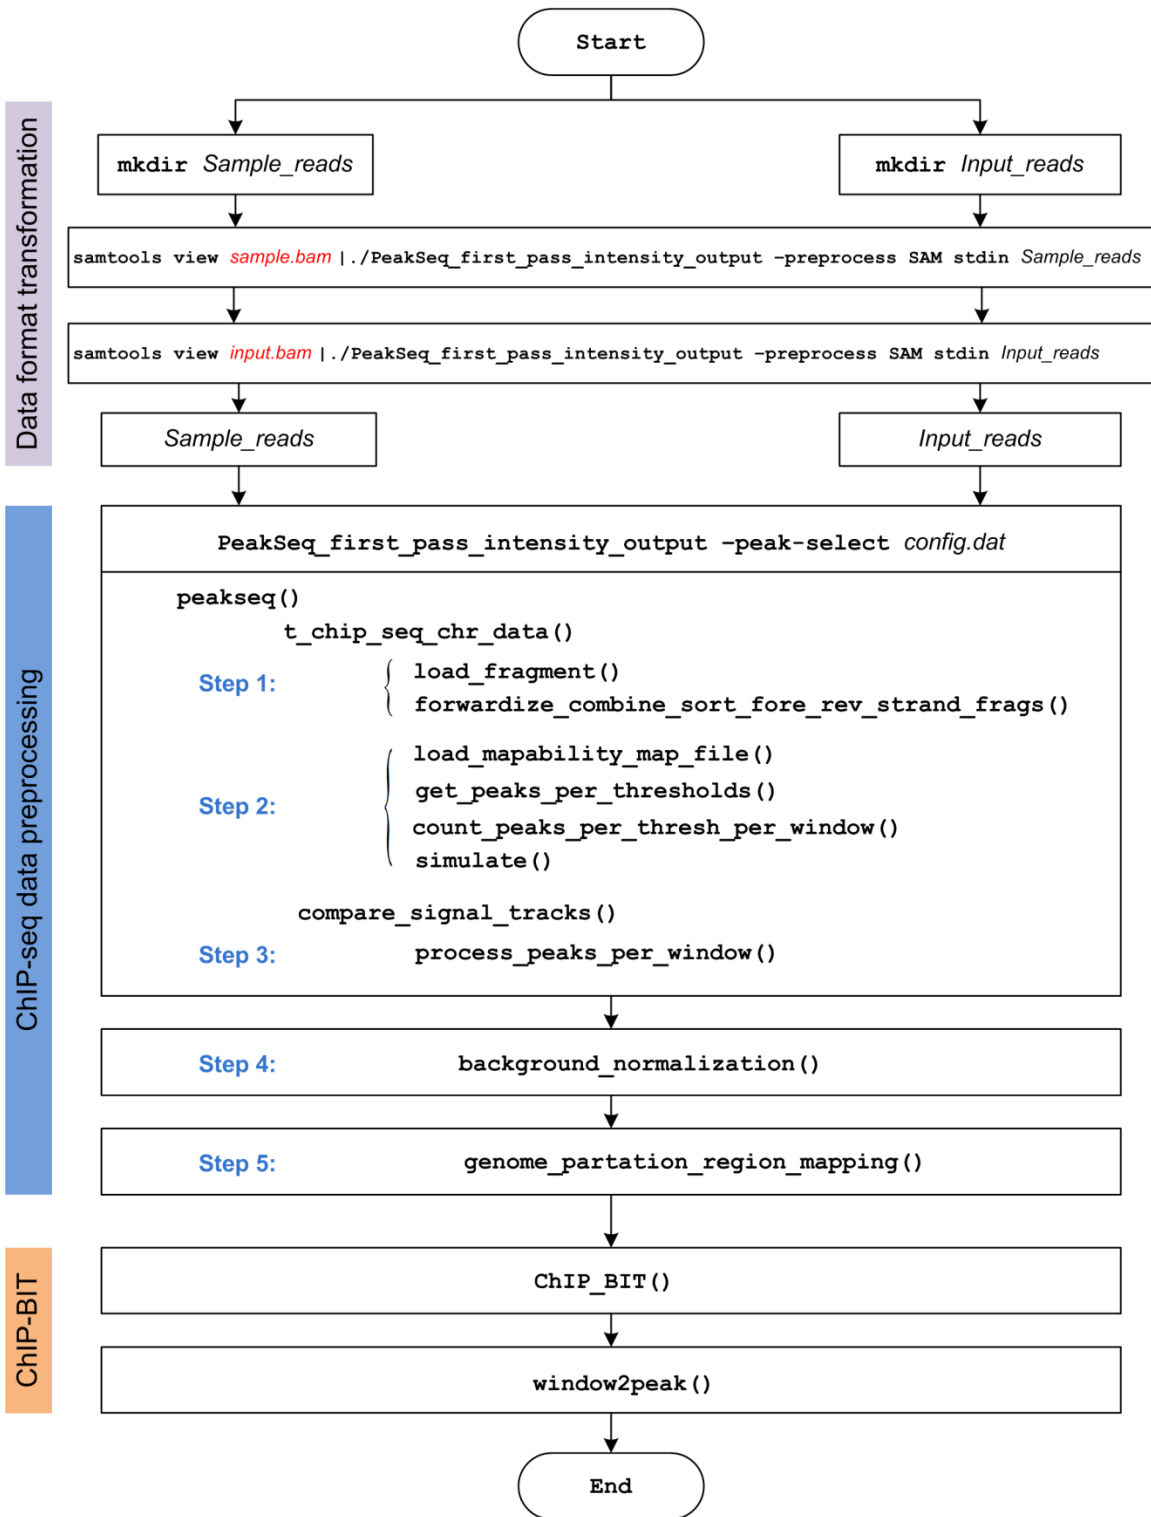 Start
Data format transformation
mkdir Sample_reads
mkdir Input_reads
samtools view sample.bam |./PeakSeq_first_pass_intensity_output –preprocess SAM stdin Sample_reads
samtools view input.bam |./PeakSeq_first_pass_intensity_output –preprocess SAM stdin Input_reads
Sample_reads
Input_reads
ChIP-seq data preprocessing
PeakSeq_first_pass_intensity_output –peak-select config.dat
peakseq()
t_chip_seq_chr_data()
Step 1:
load_fragment()
forwardize_combine_sort_fore_rev_strand_frags()
Step 2:
load_mapability_map_file()
get_peaks_per_thresholds()
count_peaks_per_thresh_per_window()
simulate()
compare_signal_tracks()
Step 3: process_peaks_per_window()
Step 4: background_normalization()
Step 5: genome_partation_region_mapping()
ChIP-BIT
ChIP_BIT()
window2peak()
End